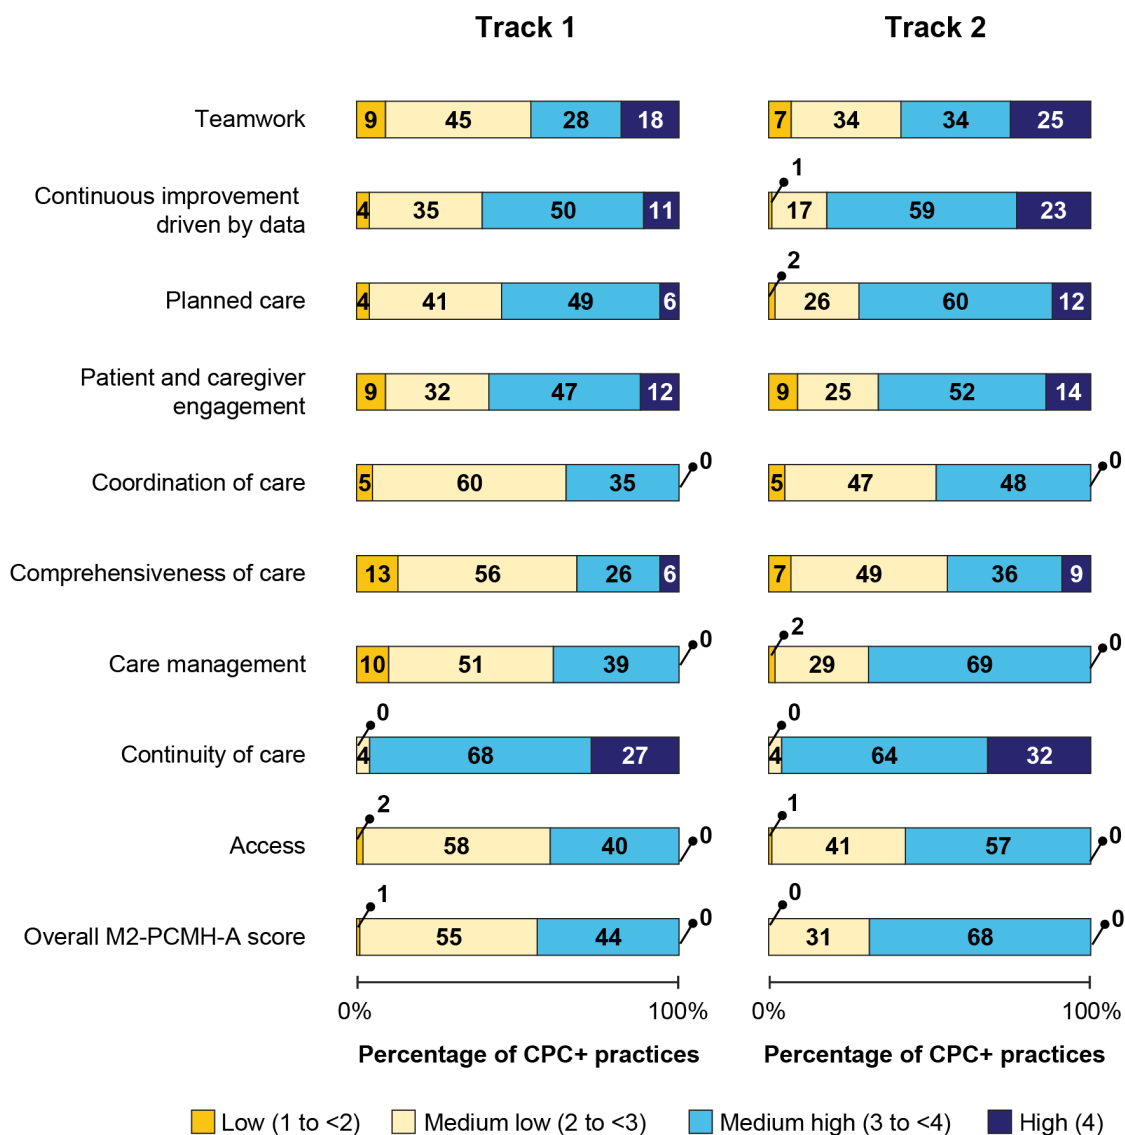 Track 1 Track 2
Teamwork 9 45 28 18 7 34 34 25
1
Continuous improvement
driven by data 4 35 50 11 17 59 23
2
Planned care 4 41 49 6 26 60 12
Patient and caregiver
engagement 9 32 47 12 9 25 52 14
0 0
Coordination of care 5 60 35 5 47 48
Comprehensiveness of care 13 56 26 6 7 49 36 9
0 2 0
Care management 10 51 39 29 69
0 0
Continuity of care 4 68 27 4 64 32
2 0 1 0
Access 58 40 41 57
1 0 0 0
Overall M2-PCMH-A score 55 44 31 68
0% 100% 0% 100%
Percentage of CPC+ practices Percentage of CPC+ practices
Low (1 to <2) Medium low (2 to <3) Medium high (3 to <4) High (4)